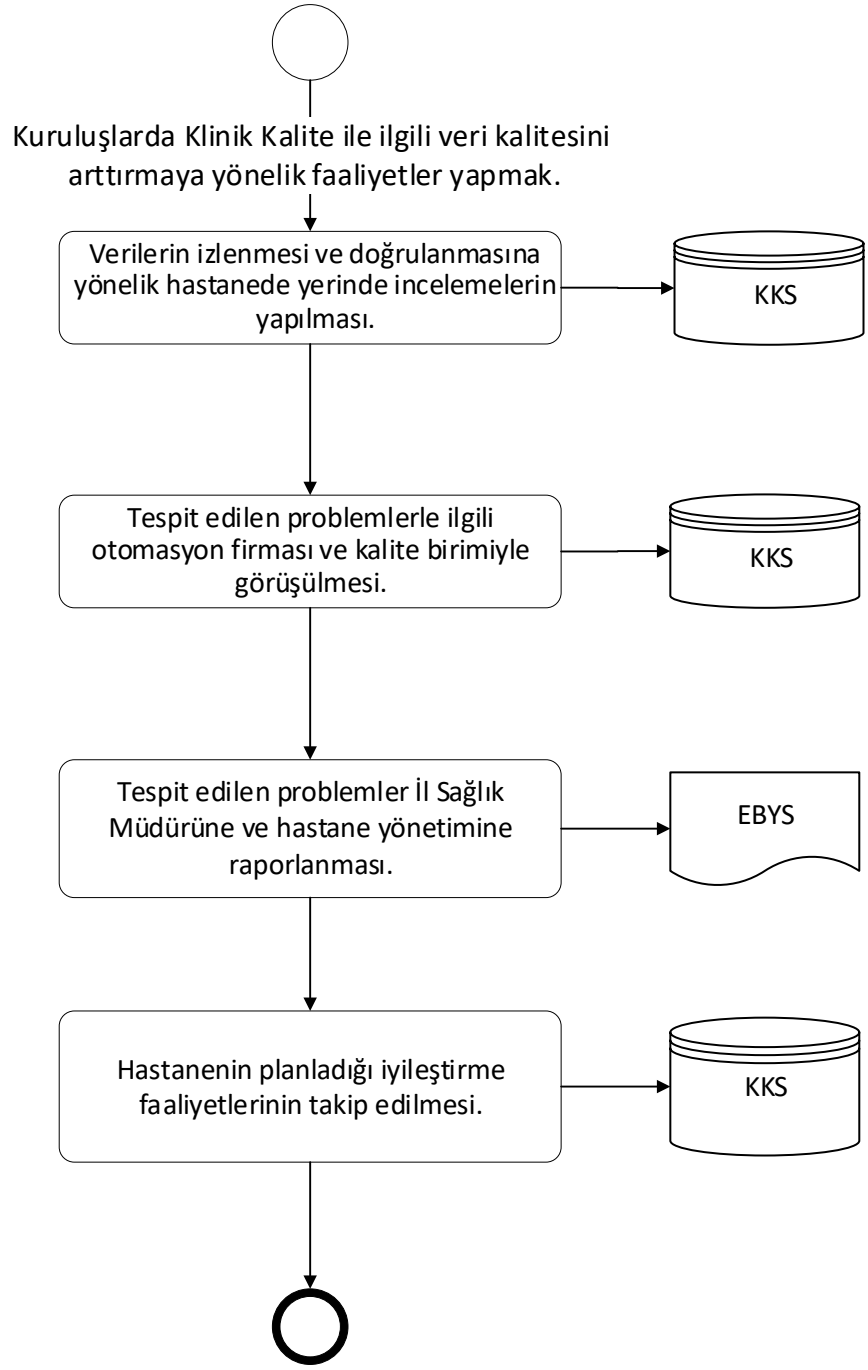 Kuruluşlarda Klinik Kalite ile ilgili veri kalitesini
arttırmaya yönelik faaliyetler yapmak.
Verilerin izlenmesi ve doğrulanmasına
yönelik hastanede yerinde incelemelerin
yapılması.
KKS
Tespit edilen problemlerle ilgili
otomasyon firması ve kalite birimiyle
görüşülmesi.
KKS
Tespit edilen problemler İl Sağlık
Müdürüne ve hastane yönetimine
raporlanması.
EBYS
Hastanenin planladığı iyileştirme
faaliyetlerinin takip edilmesi.
KKS